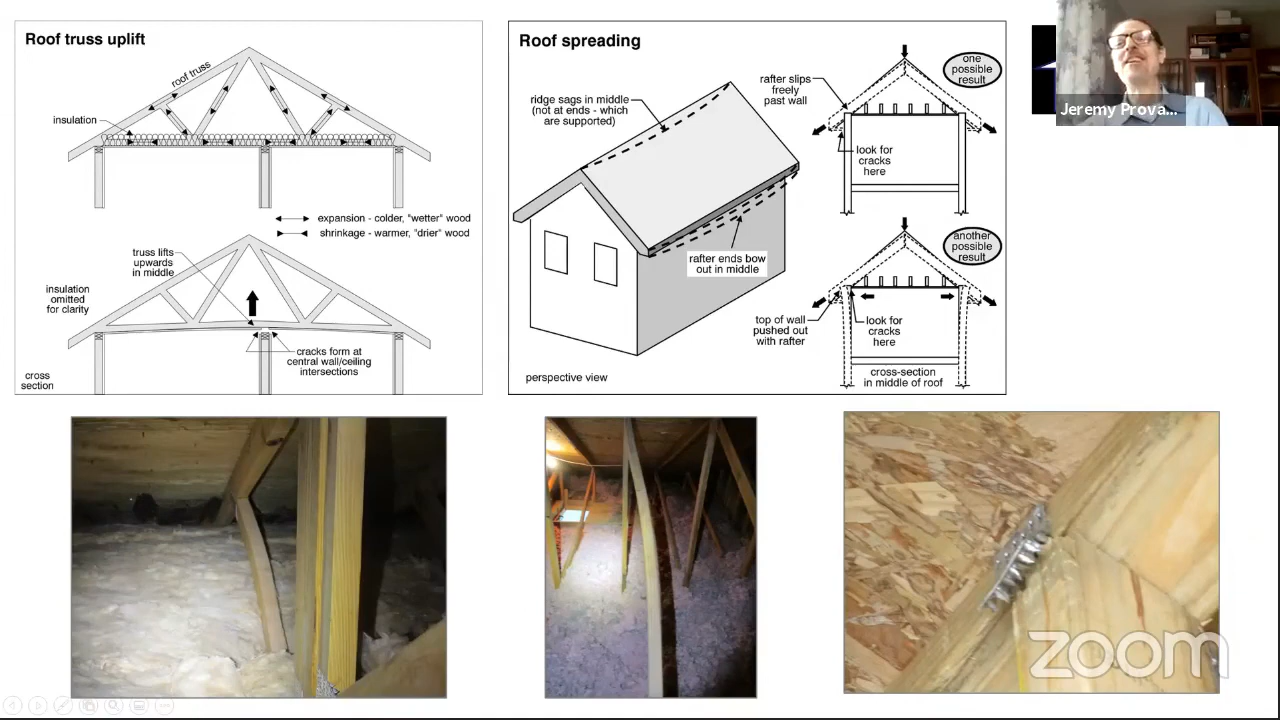 Roof truss uplift
roof truss
insulation
expansion - colder, "wetter" wood
shrinkage - warmer, "drier" wood
truss lifts
upwards
in middle
insulation
omitted
for clarity
cracks form at
central wall/ceiling
intersections
cross
section
Roof spreading
ridge sags in middle
(not at ends - which
are supported)
rafter ends bow
out in middle
perspective view
rafter slips
freely
past wall
one
possible
result
look for
cracks
here
another
possible
result
top of wall
pushed out
with rafter
look for
cracks
here
cross-section
in middle of roof
Jeremy Prova...
zoom